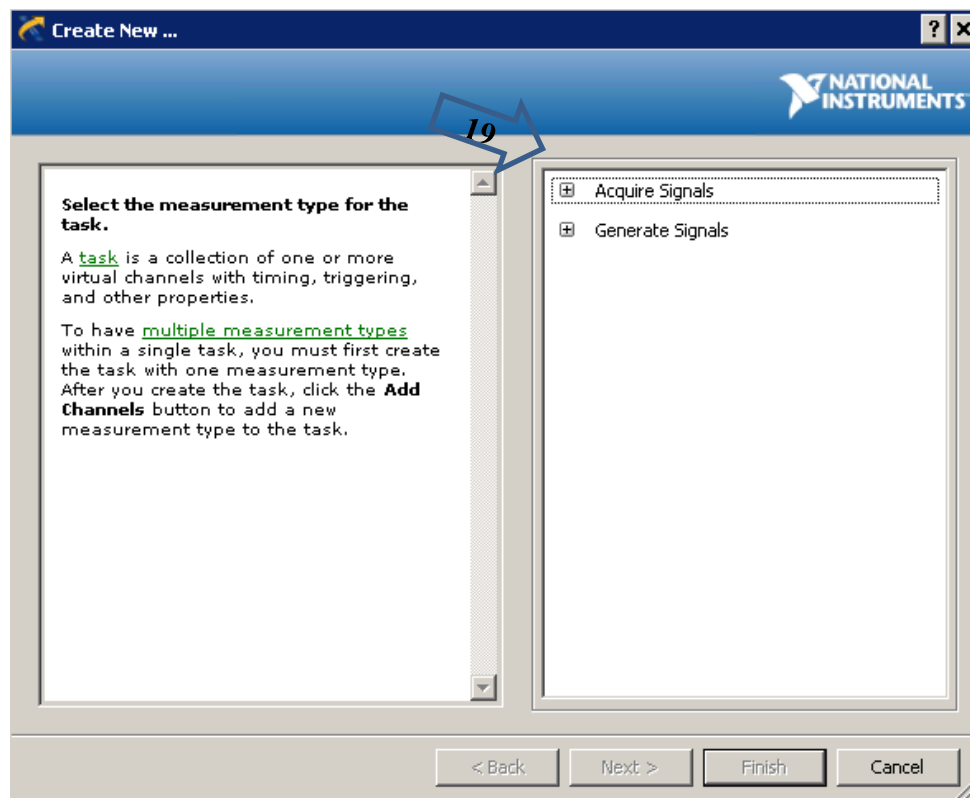 Create New ...
?
NATIONAL
INSTRUMENTS
19
Select the measurement type for the
task.
A task is a collection of one or more
virtual channels with timing, triggering,
and other properties.
To have multiple measurement types
within a single task, you must first create
the task with one measurement type.
After you create the task, click the Add
Channels button to add a new
measurement type to the task.
Acquire Signals
Generate Signals
< Back
Next >
Finish
Cancel